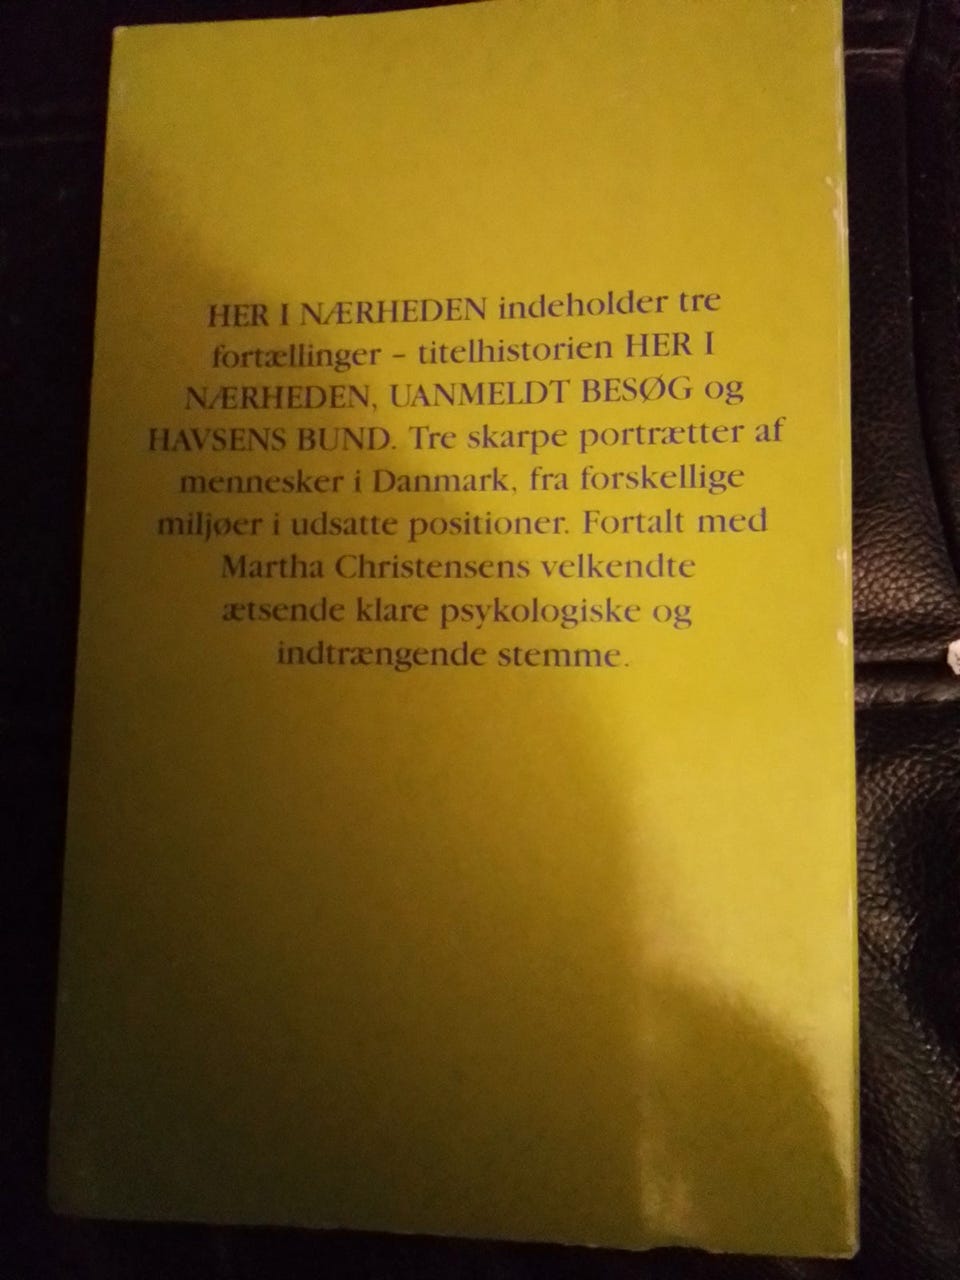 HER I NÆRHEDEN indeholder tre
fortællinger – titelhistorien HER I
NÆRHEDEN, UANMELDT BESØG og
HAVSENS BUND. Tre skarpe portrætter af
mennesker i Danmark, fra forskellige
miljøer i udsatte positioner. Fortalt med
Martha Christensens velkendte
ætsende klare psykologiske og
indtrængende stemme.